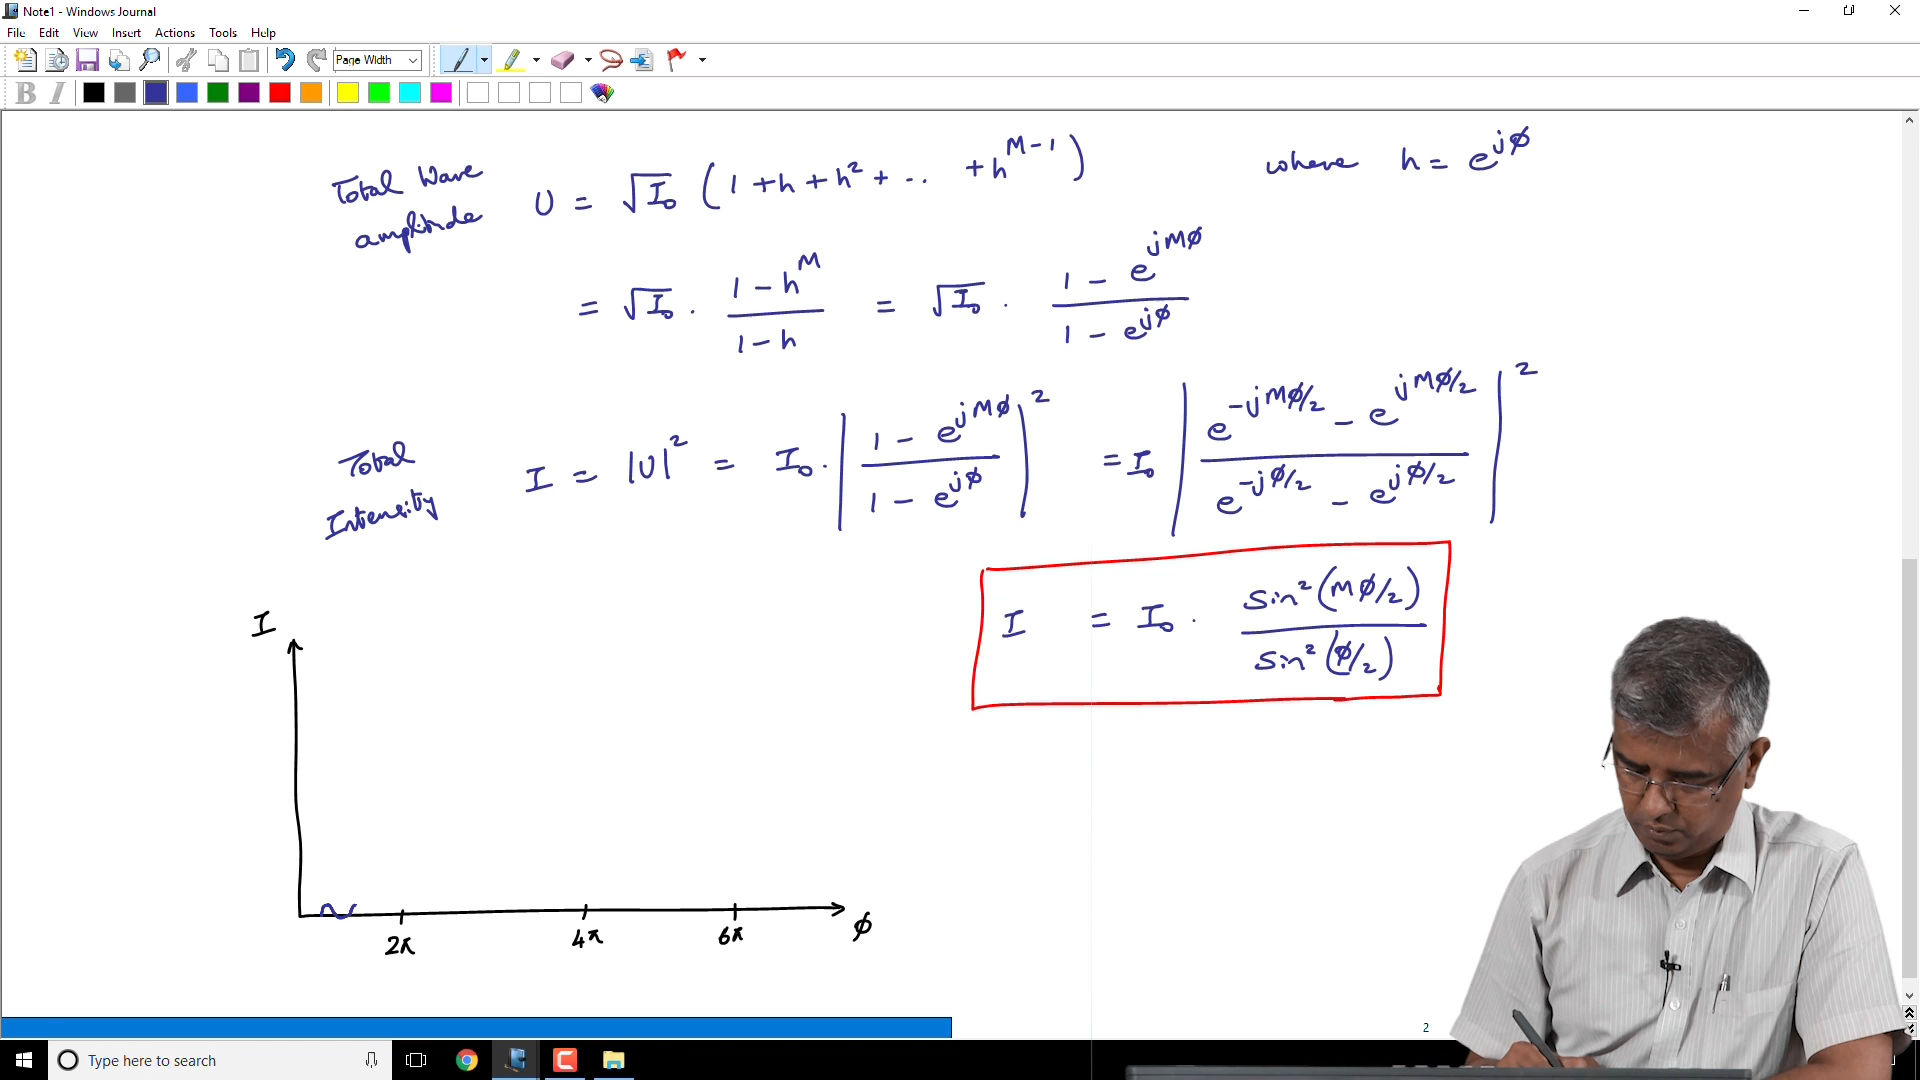 Note1 - Windows Journal
File Edit View Insert Actions Tools Help
Page Width
B I
Total Wave amplitude U = √I₀ (1 + h + h² + .. + h^(M-1)) where h = e^(jϕ)
= √I₀ . (1 - h^M)/(1 - h) = √I₀ . (1 - e^(jMϕ))/(1 - e^(jϕ))
Total Intensity I = |U|² = I₀ . |(1 - e^(jMϕ))/(1 - e^(jϕ))|² = I₀ |(e^(-jMϕ/2) - e^(jMϕ/2))/(e^(-jϕ/2) - e^(jϕ/2))|²
I = I₀ . sin²(Mϕ/2)/sin²(ϕ/2)
I
2π 4π 6π ϕ
2
Type here to search